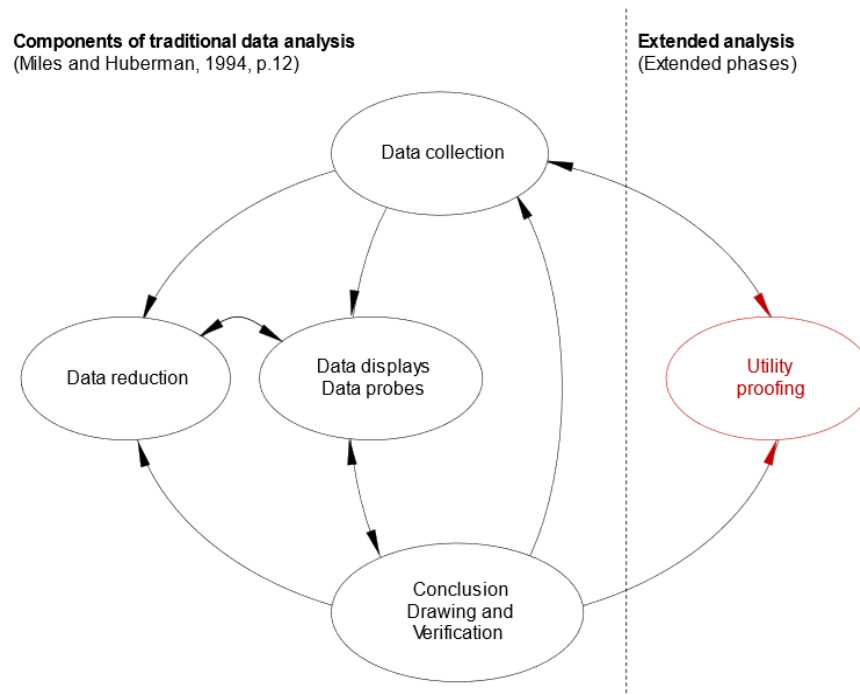 Components of traditional data analysis
(Miles and Huberman, 1994, p.12)
Extended analysis
(Extended phases)
Data collection
Data reduction
Data displays
Data probes
Utility
proofing
Conclusion
Drawing and
Verification